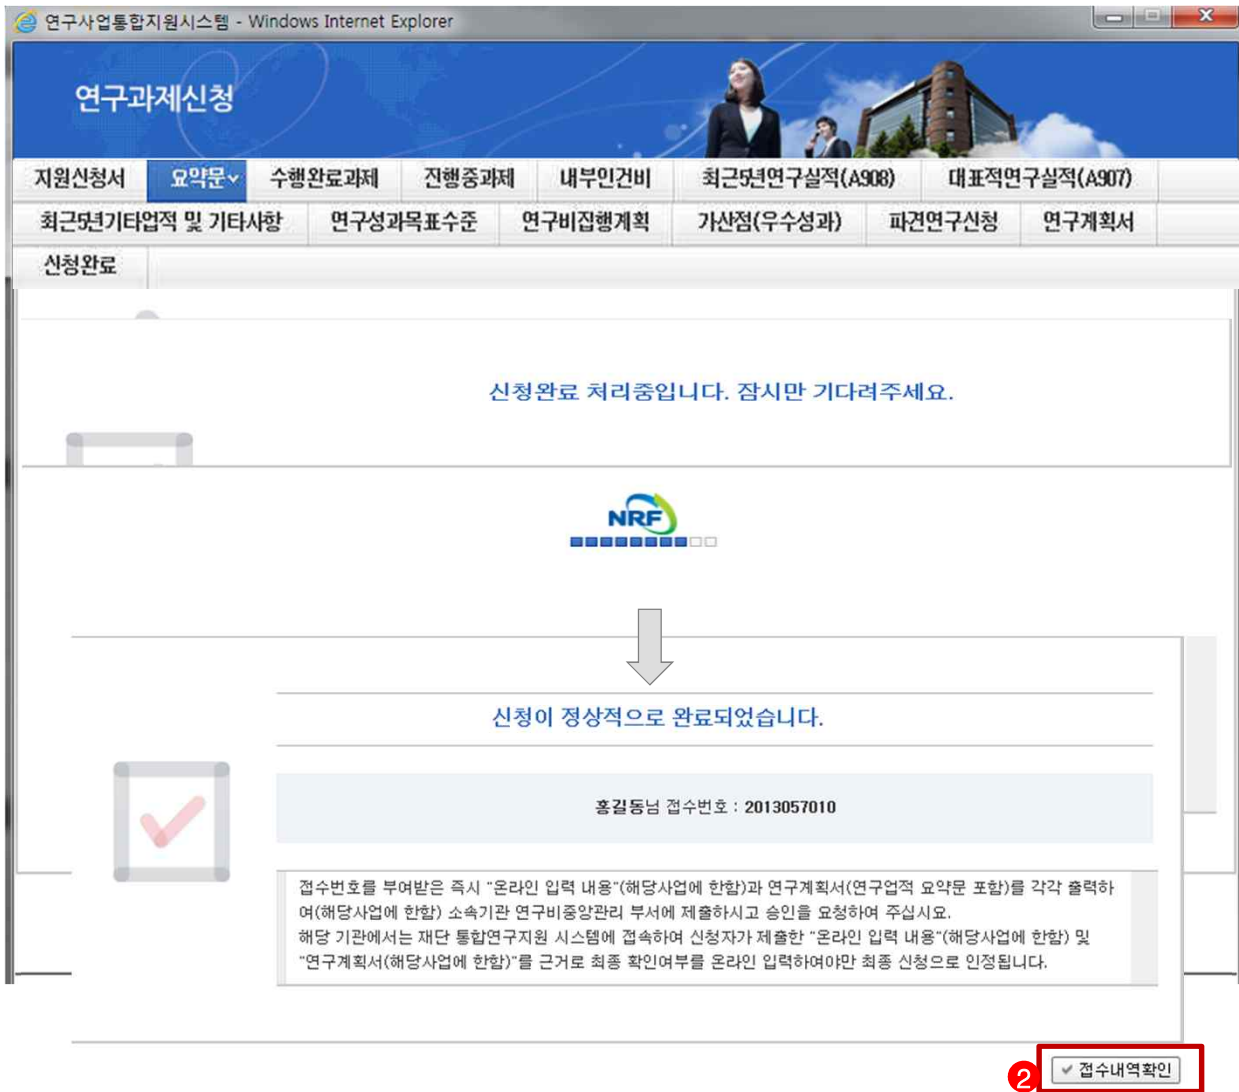 연구사업통합지원시스템 - Windows Internet Explorer
연구과제신청
지원신청서 요약문 수행완료과제 진행중과제 내부인건비 최근5년연구실적(A908) 대표적연구실적(A907)
최근5년기타업적 및 기타사항 연구성과목표수준 연구비집행계획 가산점(우수성과) 파견연구신청 연구계획서
신청완료
신청완료 처리중입니다. 잠시만 기다려주세요.
NRF
신청이 정상적으로 완료되었습니다.
홍길동님 접수번호 : 2013057010
접수번호를 부여받은 즉시 "온라인 입력 내용"(해당사업에 한함)과 연구계획서(연구업적 요약문 포함)를 각각 출력하
여(해당사업에 한함) 소속기관 연구비중앙관리 부서에 제출하시고 승인을 요청하여 주십시요.
해당 기관에서는 재단 통합연구지원 시스템에 접속하여 신청자가 제출한 "온라인 입력 내용"(해당사업에 한함) 및
"연구계획서(해당사업에 한함)"를 근거로 최종 확인여부를 온라인 입력하여야만 최종 신청으로 인정됩니다.
2 접수내역확인